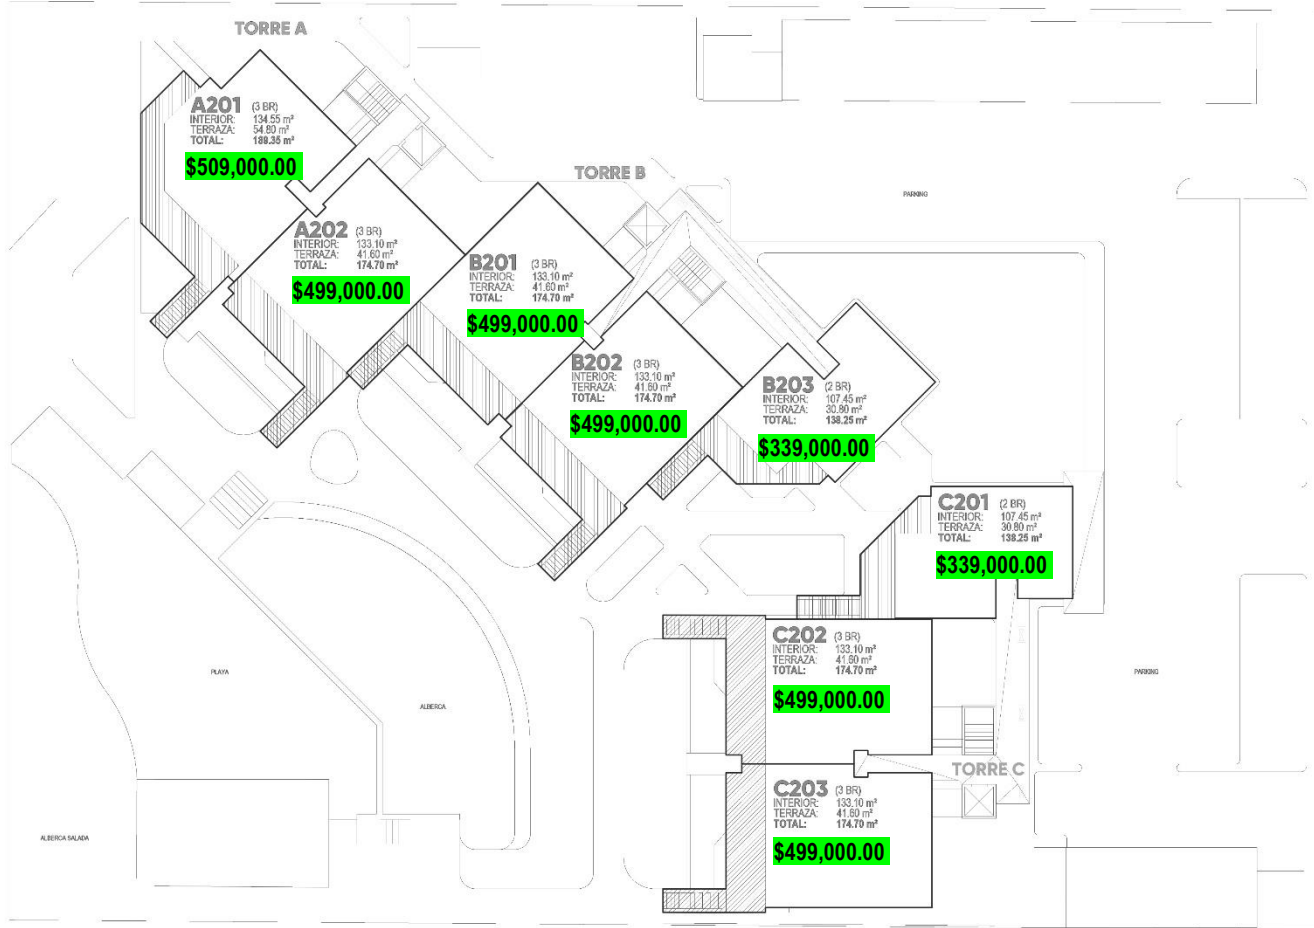 TORRE A
A201 (3 BR)
INTERIOR: 134.55 m²
TERRAZA: 54.80 m²
TOTAL: 189.35 m²
$509,000.00
TORRE B
A202 (3 BR)
INTERIOR: 133.10 m²
TERRAZA: 41.60 m²
TOTAL: 174.70 m²
$499,000.00
B201 (3 BR)
INTERIOR: 133.10 m²
TERRAZA: 41.60 m²
TOTAL: 174.70 m²
$499,000.00
PARKING
B202 (3 BR)
INTERIOR: 133.10 m²
TERRAZA: 41.60 m²
TOTAL: 174.70 m²
$499,000.00
B203 (2 BR)
INTERIOR: 107.45 m²
TERRAZA: 30.80 m²
TOTAL: 138.25 m²
$339,000.00
C201 (2 BR)
INTERIOR: 107.45 m²
TERRAZA: 30.80 m²
TOTAL: 138.25 m²
$339,000.00
C202 (3 BR)
INTERIOR: 133.10 m²
TERRAZA: 41.60 m²
TOTAL: 174.70 m²
$499,000.00
PLAYA
ALBERCA
PARKING
TORRE C
C203 (3 BR)
INTERIOR: 133.10 m²
TERRAZA: 41.60 m²
TOTAL: 174.70 m²
$499,000.00
ALBERCA SALADA